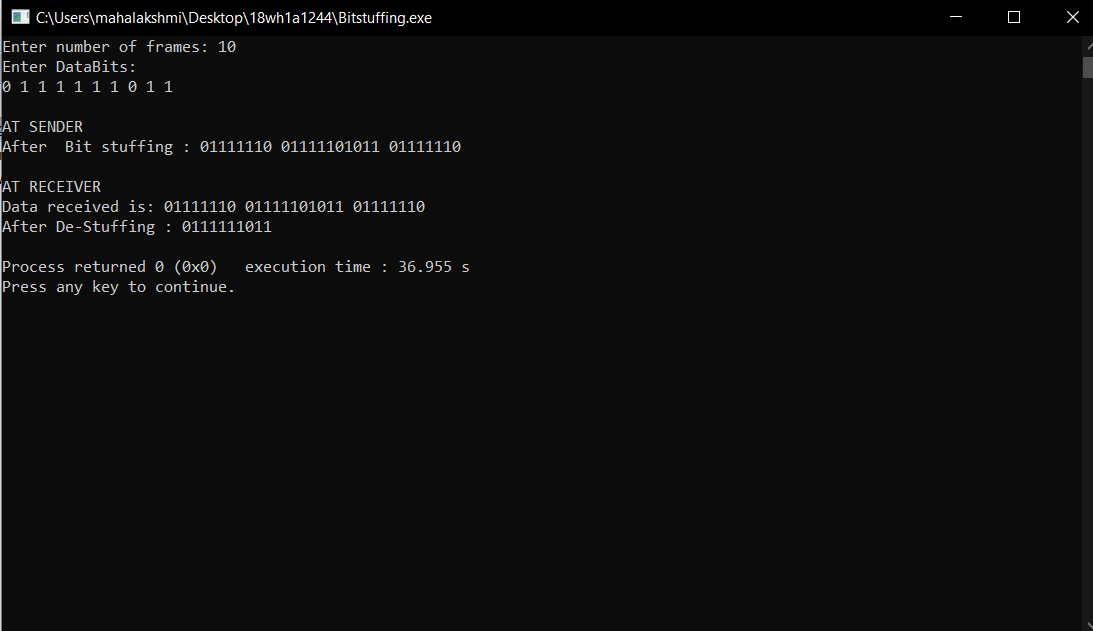 C:\Users\mahalakshmi\Desktop\18wh1a1244\Bitstuffing.exe
Enter number of frames: 10
Enter DataBits:
0 1 1 1 1 1 1 0 1 1
AT SENDER
After  Bit stuffing : 01111110 01111101011 01111110
AT RECEIVER
Data received is: 01111110 01111101011 01111110
After De-Stuffing : 0111111011
Process returned 0 (0x0)   execution time : 36.955 s
Press any key to continue.